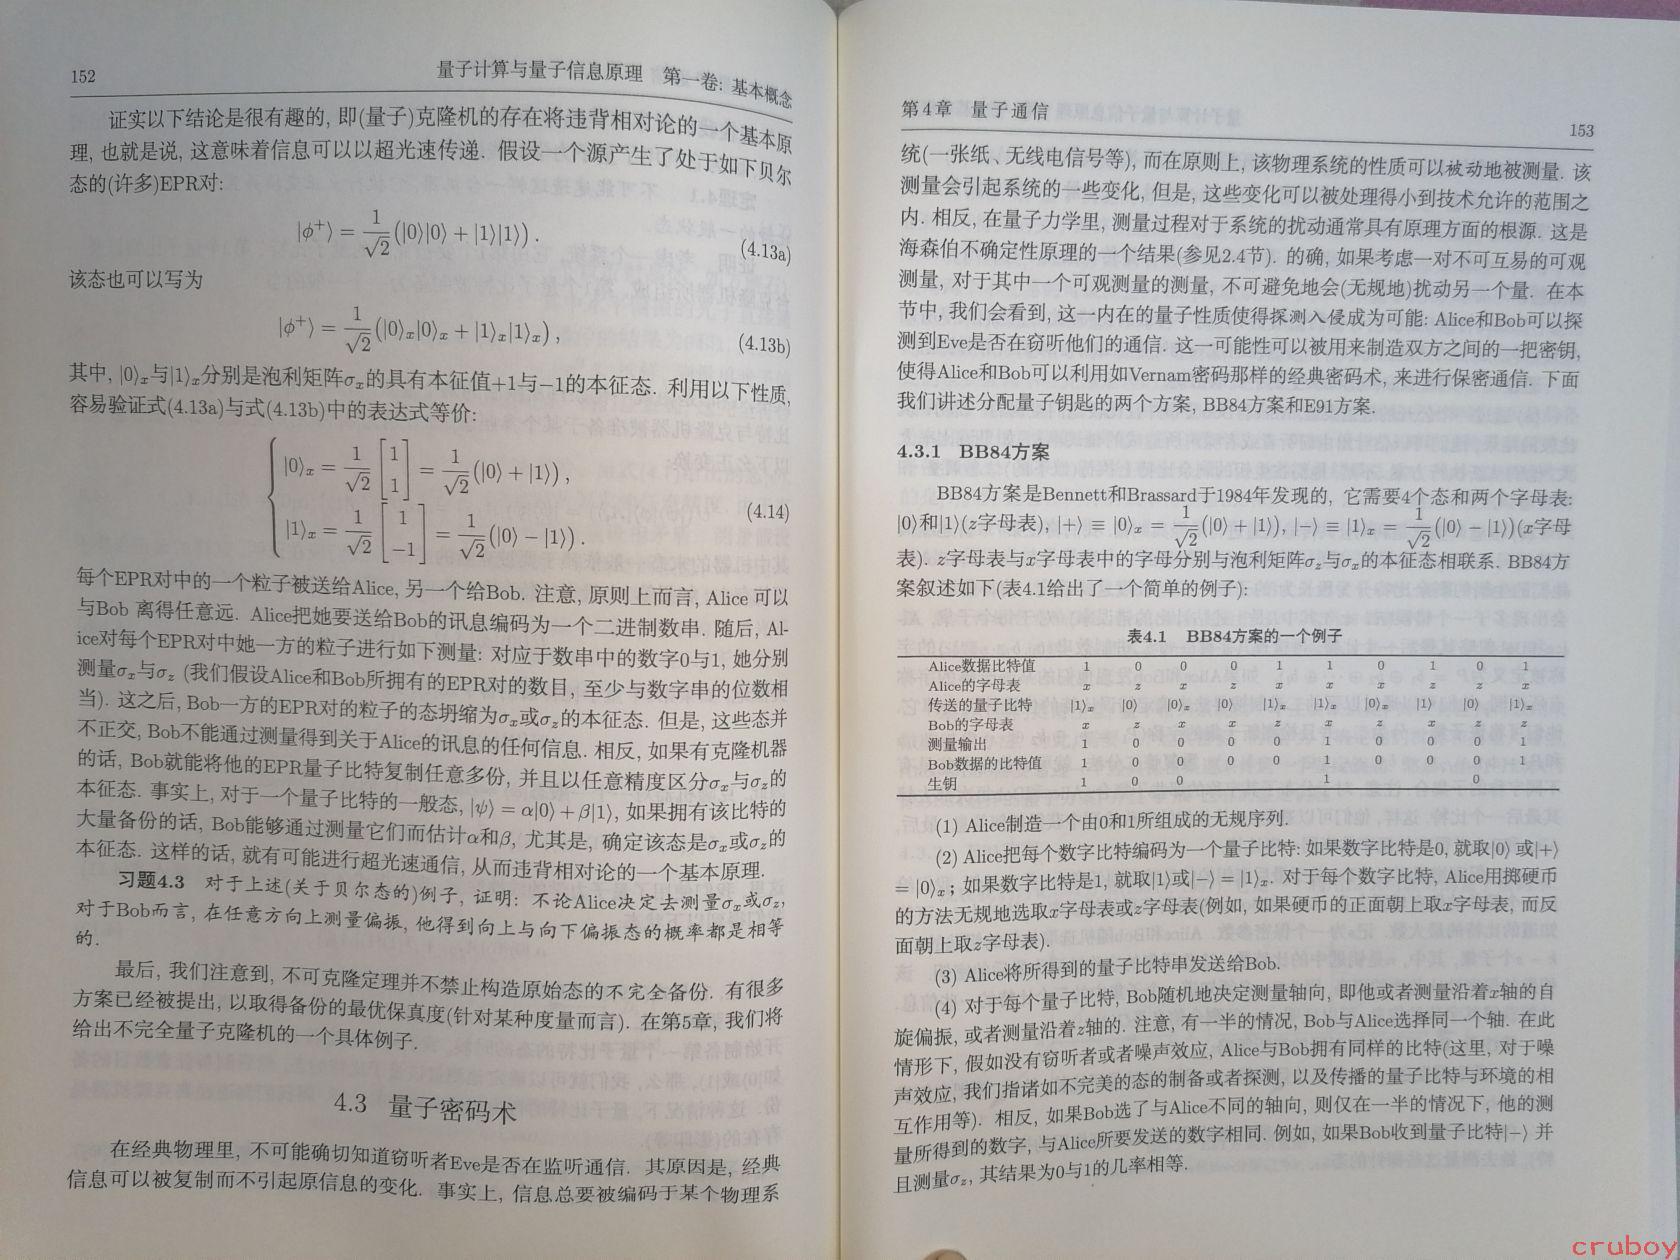 152
量子计算与量子信息原理 第一卷: 基本概念
证实以下结论是很有趣的, 即(量子)克隆机的存在将违背相对论的一个基本原
理, 也就是说, 这意味着信息可以以超光速传递. 假设一个源产生了处于如下贝尔
态的(许多)EPR对:
|ϕ⁺⟩ = 1/√2 (|0⟩|0⟩ + |1⟩|1⟩) . (4.13a)
该态也可以写为
|ϕ⁺⟩ = 1/√2 (|0⟩ₓ|0⟩ₓ + |1⟩ₓ|1⟩ₓ) , (4.13b)
其中, |0⟩ₓ与|1⟩ₓ分别是泡利矩阵σₓ的具有本征值+1与−1的本征态. 利用以下性质,
容易验证式(4.13a)与式(4.13b)中的表达式等价:
|0⟩ₓ = 1/√2 [1 1] = 1/√2 (|0⟩ + |1⟩) ,
|1⟩ₓ = 1/√2 [1 −1] = 1/√2 (|0⟩ − |1⟩) . (4.14)
每个EPR对中的一个粒子被送给Alice, 另一个给Bob. 注意, 原则上而言, Alice 可以
与Bob 离得任意远. Alice把她要送给Bob的讯息编码为一个二进制数串. 随后, Al-
ice对每个EPR对中她一方的粒子进行如下测量: 对应于数串中的数字0与1, 她分别
测量σₓ与σ_z (我们假设Alice和Bob所拥有的EPR对的数目, 至少与数字串的位数相
当). 这之后, Bob一方的EPR对的粒子的态坍缩为σₓ或σ_z的本征态. 但是, 这些态并
不正交, Bob不能通过测量得到关于Alice的讯息的任何信息. 相反, 如果有克隆机器
的话, Bob就能将他的EPR量子比特复制任意多份, 并且以任意精度区分σₓ与σ_z的
本征态. 事实上, 对于一个量子比特的一般态, |ψ⟩ = α|0⟩ + β|1⟩, 如果拥有该比特的
大量备份的话, Bob能够通过测量它们而估计α和β, 尤其是, 确定该态是σₓ或σ_z的
本征态. 这样的话, 就有可能进行超光速通信, 从而违背相对论的一个基本原理.
习题4.3 对于上述(关于贝尔态的)例子, 证明: 不论Alice决定去测量σₓ或σ_z,
对于Bob而言, 在任意方向上测量偏振, 他得到向上与向下偏振态的概率都是相等
的.
最后, 我们注意到, 不可克隆定理并不禁止构造原始态的不完全备份. 有很多
方案已经被提出, 以取得备份的最优保真度(针对某种度量而言). 在第5章, 我们将
给出不完全量子克隆机的一个具体例子.
4.3 量子密码术
在经典物理里, 不可能确切知道窃听者Eve是否在监听通信. 其原因是, 经典
信息可以被复制而不引起原信息的变化. 事实上, 信息总要被编码于某个物理系
第4章 量子通信
153
统(一张纸、无线电信号等), 而在原则上, 该物理系统的性质可以被动地被测量. 该
测量会引起系统的一些变化, 但是, 这些变化可以被处理得小到技术允许的范围之
内. 相反, 在量子力学里, 测量过程对于系统的扰动通常具有原理方面的根源. 这是
海森伯不确定性原理的一个结果(参见2.4节). 的确, 如果考虑一对不可互易的可观
测量, 对于其中一个可观测量的测量, 不可避免地会(无规地)扰动另一个量. 在本
节中, 我们会看到, 这一内在的量子性质使得探测入侵成为可能: Alice和Bob可以探
测到Eve是否在窃听他们的通信. 这一可能性可以被用来制造双方之间的一把密钥,
使得Alice和Bob可以利用如Vernam密码那样的经典密码术, 来进行保密通信. 下面
我们讲述分配量子钥匙的两个方案, BB84方案和E91方案.
4.3.1 BB84方案
BB84方案是Bennett和Brassard于1984年发现的, 它需要4个态和两个字母表:
|0⟩和|1⟩(z字母表), |+⟩ ≡ |0⟩ₓ = 1/√2 (|0⟩ + |1⟩), |−⟩ ≡ |1⟩ₓ = 1/√2 (|0⟩ − |1⟩)(x字母
表). z字母表与x字母表中的字母分别与泡利矩阵σ_z与σₓ的本征态相联系. BB84方
案叙述如下(表4.1给出了一个简单的例子):
表4.1 BB84方案的一个例子
Alice数据比特值 1 0 0 0 1 1 0 1 0 1
Alice的字母表 x z x z x x x z z x
传送的量子比特 |1⟩ₓ |0⟩ |0⟩ₓ |0⟩ |1⟩ₓ |1⟩ₓ |0⟩ₓ |1⟩ |0⟩ |1⟩ₓ
Bob的字母表 x z x x z x z x z z
测量输出 1 0 0 0 0 1 0 0 0 1
Bob数据的比特值 1 0 0 0 0 1 0 0 0 1
生钥 1 0 0 1 0
(1) Alice制造一个由0和1所组成的无规序列.
(2) Alice把每个数字比特编码为一个量子比特: 如果数字比特是0, 就取|0⟩ 或|+⟩
= |0⟩ₓ; 如果数字比特是1, 就取|1⟩或|−⟩ = |1⟩ₓ. 对于每个数字比特, Alice用掷硬币
的方法无规地选取x字母表或z字母表(例如, 如果硬币的正面朝上取x字母表, 而反
面朝上取z字母表).
(3) Alice将所得到的量子比特串发送给Bob.
(4) 对于每个量子比特, Bob随机地决定测量轴向, 即他或者测量沿着x轴的自
旋偏振, 或者测量沿着z轴的. 注意, 有一半的情况, Bob与Alice选择同一个轴. 在此
情形下, 假如没有窃听者或者噪声效应, Alice与Bob拥有同样的比特(这里, 对于噪
声效应, 我们指诸如不完美的态的制备或者探测, 以及传播的量子比特与环境的相
互作用等). 相反, 如果Bob选了与Alice不同的轴向, 则仅在一半的情况下, 他的测
量所得到的数字, 与Alice所要发送的数字相同. 例如, 如果Bob收到量子比特|−⟩ 并
且测量σ_z, 其结果为0与1的几率相等.
cruboy